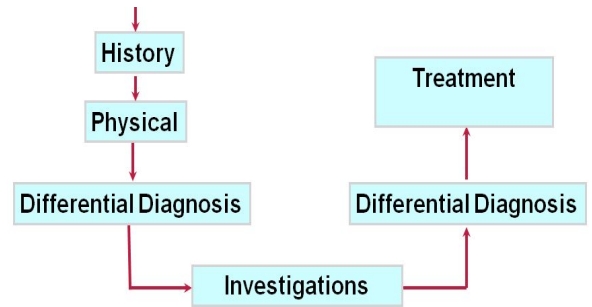 History
Physical
Differential Diagnosis
Investigations
Differential Diagnosis
Treatment